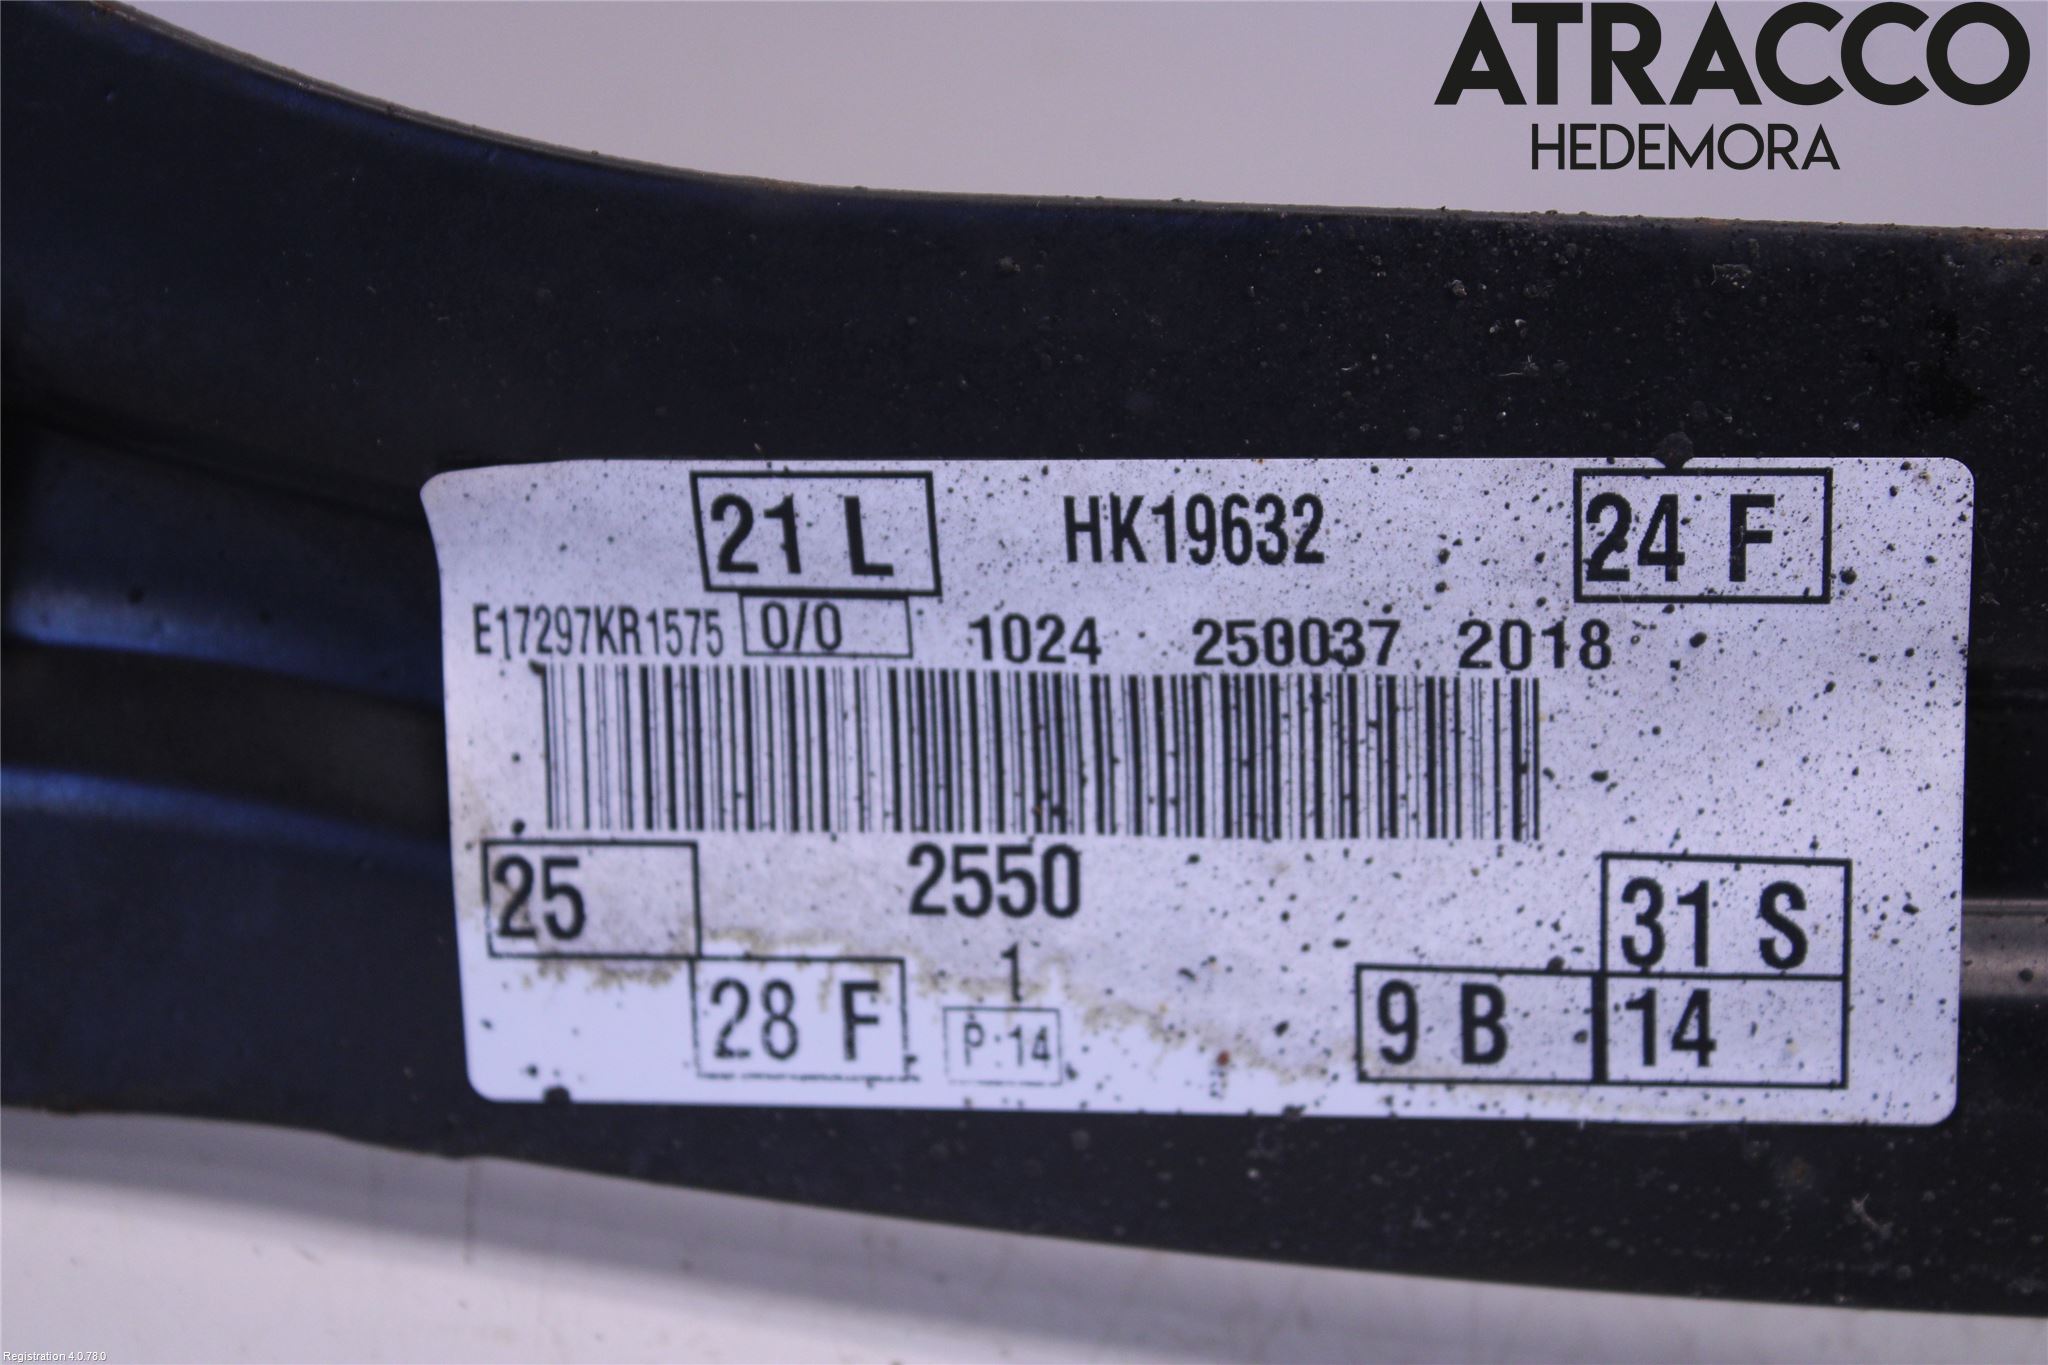 ATRACCO
HEDEMORA
21 L HK19632 24 F
E17297KR1575 0/0 1024 250037 2018
25 2550 31 S
1
28 F P 14 9 B 14
Registration 4.0.78.0